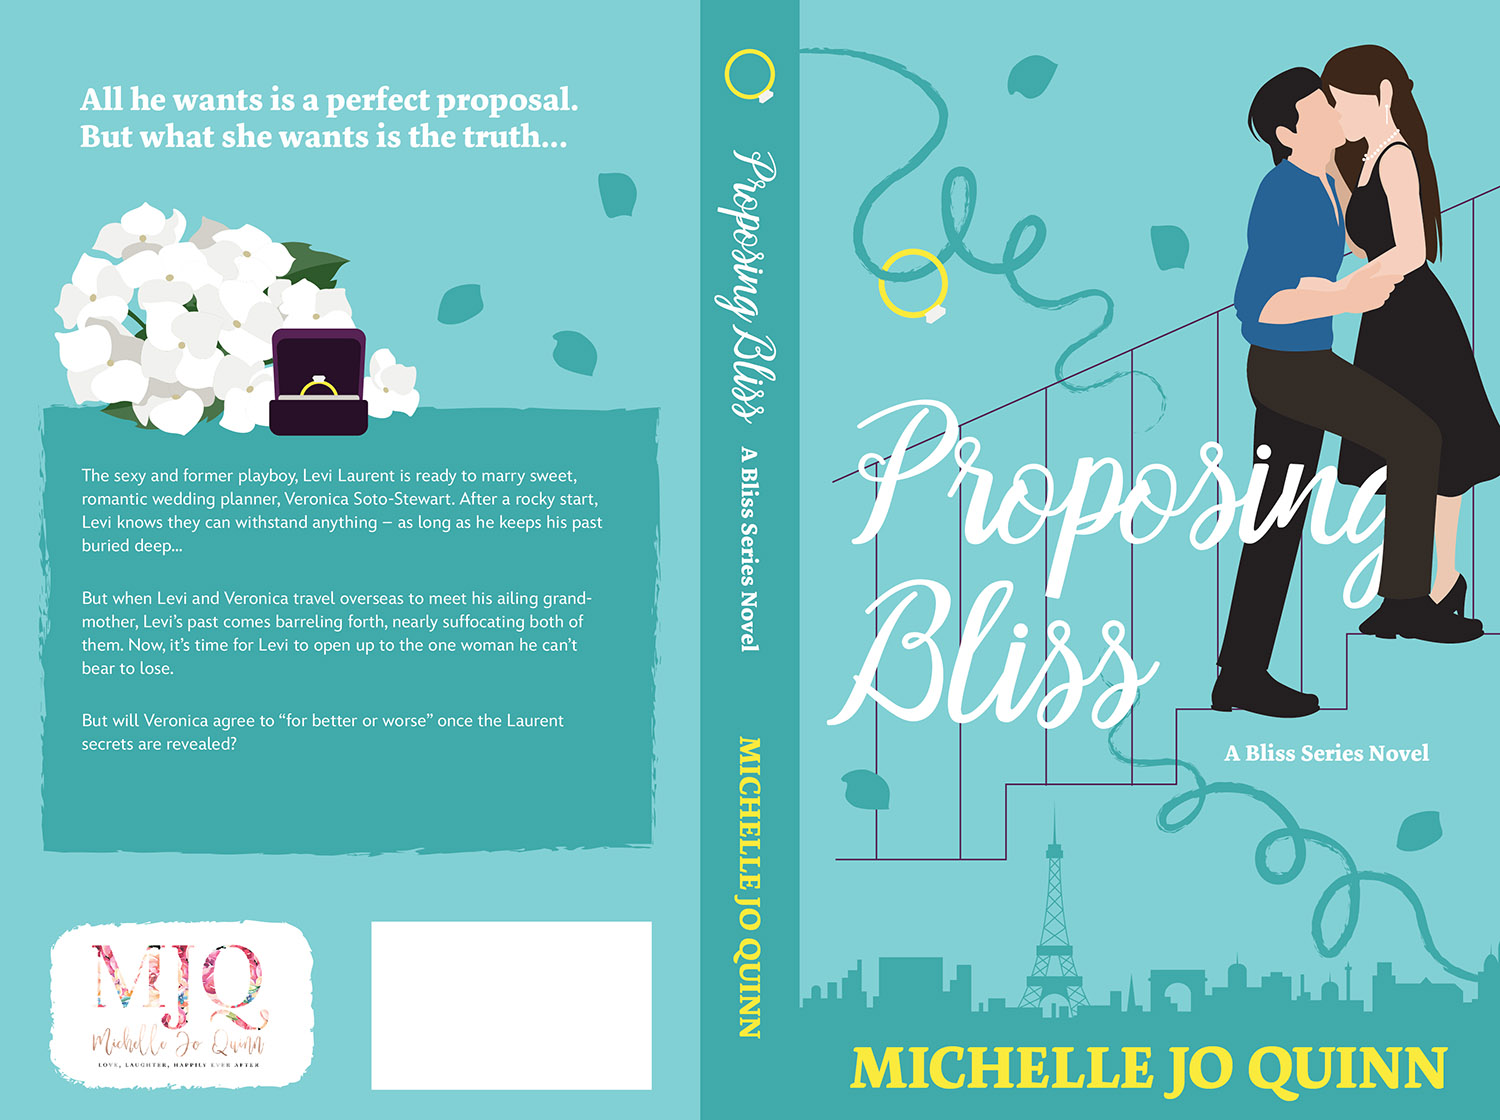 All he wants is a perfect proposal.
But what she wants is the truth...
The sexy and former playboy, Levi Laurent is ready to marry sweet,
romantic wedding planner, Veronica Soto-Stewart. After a rocky start,
Levi knows they can withstand anything – as long as he keeps his past
buried deep...
But when Levi and Veronica travel overseas to meet his ailing grand-
mother, Levi’s past comes barreling forth, nearly suffocating both of
them. Now, it’s time for Levi to open up to the one woman he can’t
bear to lose.
But will Veronica agree to “for better or worse” once the Laurent
secrets are revealed?
MJQ
Michelle Jo Quinn
LOVE, LAUGHTER, HAPPILY EVER AFTER
Proposing Bliss
A Bliss Series Novel
MICHELLE JO QUINN
Proposing
Bliss
A Bliss Series Novel
MICHELLE JO QUINN